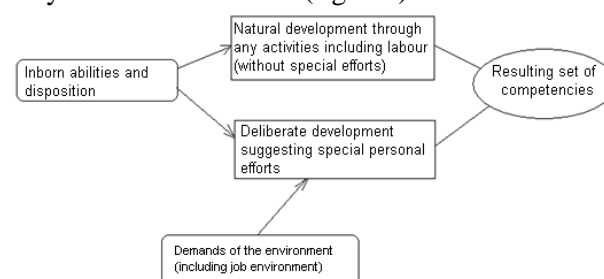 Natural development through
any activities including labour
(without special efforts)
Inborn abilities and
disposition
Resulting set of
competencies
Deliberate development
suggesting special personal
efforts
Demands of the environment
(including job environment)